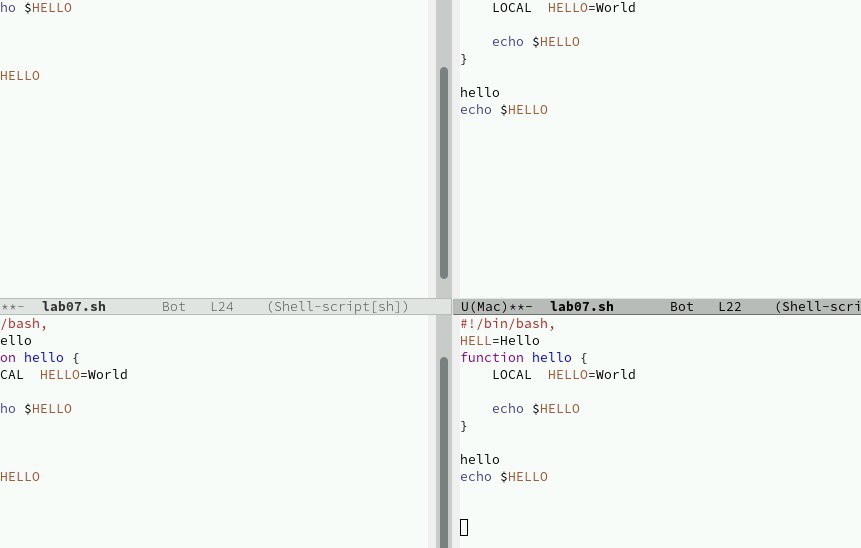 ho $HELLO
HELLO
LOCAL  HELLO=World
echo $HELLO
}
hello
echo $HELLO
**-  lab07.sh       Bot   L24    (Shell-script[sh])
U(Mac)**-  lab07.sh       Bot   L22    (Shell-scri
/bash,
ello
on hello {
CAL  HELLO=World
ho $HELLO
HELLO
#!/bin/bash,
HELL=Hello
function hello {
LOCAL  HELLO=World
echo $HELLO
}
hello
echo $HELLO